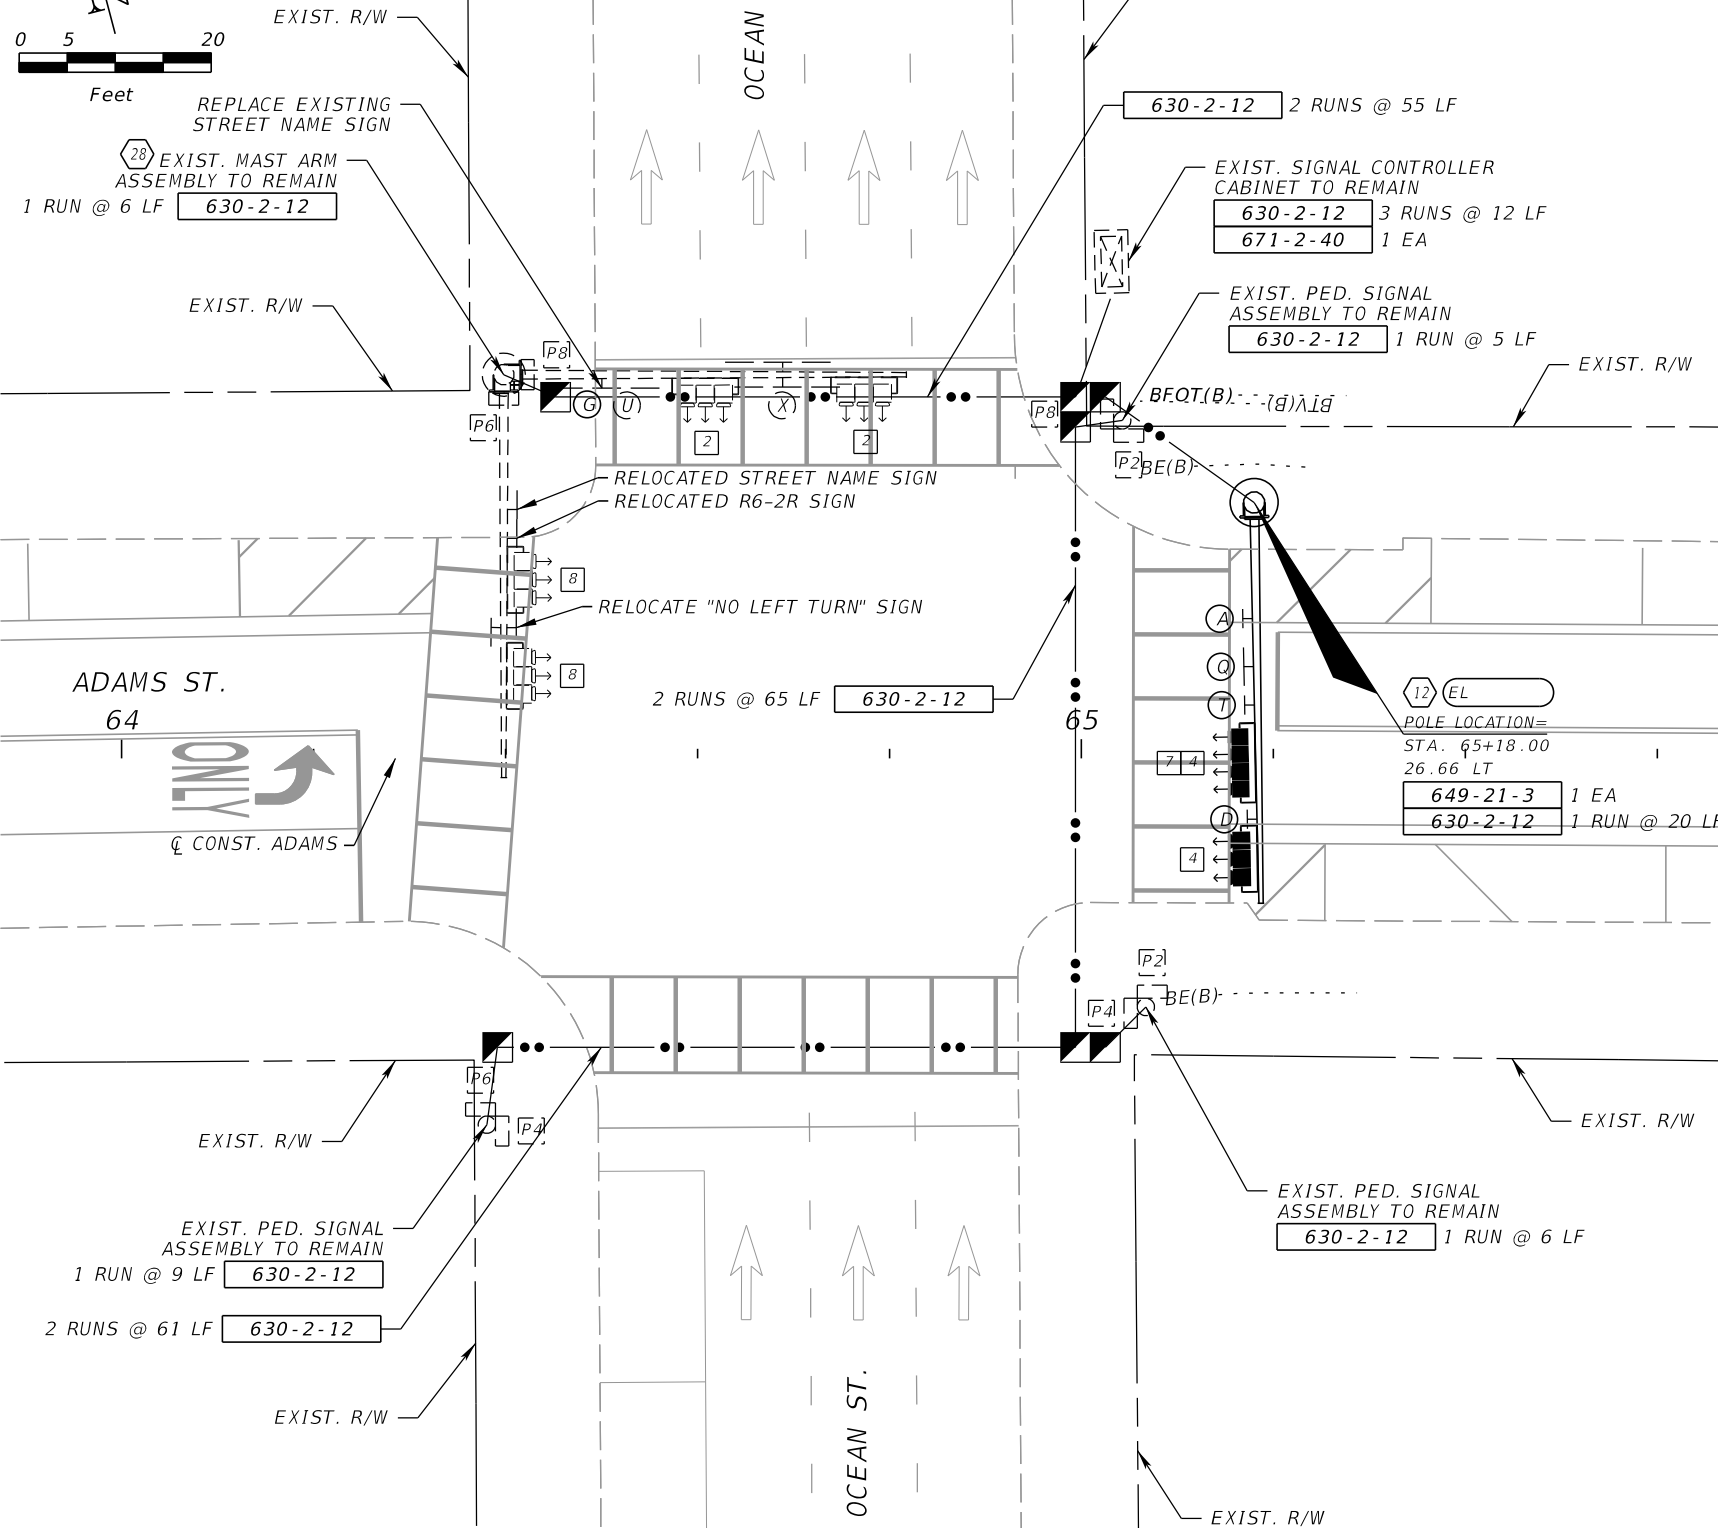 EXIST. R/W
OCEAN
0 5 20
Feet
REPLACE EXISTING
STREET NAME SIGN
630-2-12 2 RUNS @ 55 LF
28 EXIST. MAST ARM
ASSEMBLY TO REMAIN
1 RUN @ 6 LF 630-2-12
EXIST. SIGNAL CONTROLLER
CABINET TO REMAIN
630-2-12 3 RUNS @ 12 LF
671-2-40 1 EA
EXIST. R/W
EXIST. PED. SIGNAL
ASSEMBLY TO REMAIN
630-2-12 1 RUN @ 5 LF
EXIST. R/W
P8
G U X
P6
2 2
P8
BFOT(B)
BTV(B)
P2
BE(B)
RELOCATED STREET NAME SIGN
RELOCATED R6-2R SIGN
8
RELOCATE "NO LEFT TURN" SIGN
8
A
Q
T
ADAMS ST.
64
2 RUNS @ 65 LF 630-2-12
65
12 EL
POLE LOCATION=
STA. 65+18.00
26.66 LT
649-21-3 1 EA
630-2-12 1 RUN @ 20 LF
7 4
D
4
ONLY
℄ CONST. ADAMS
P2
P4
BE(B)
P6
P4
EXIST. R/W
EXIST. R/W
EXIST. PED. SIGNAL
ASSEMBLY TO REMAIN
630-2-12 1 RUN @ 6 LF
EXIST. PED. SIGNAL
ASSEMBLY TO REMAIN
1 RUN @ 9 LF 630-2-12
2 RUNS @ 61 LF 630-2-12
OCEAN ST.
EXIST. R/W
EXIST. R/W